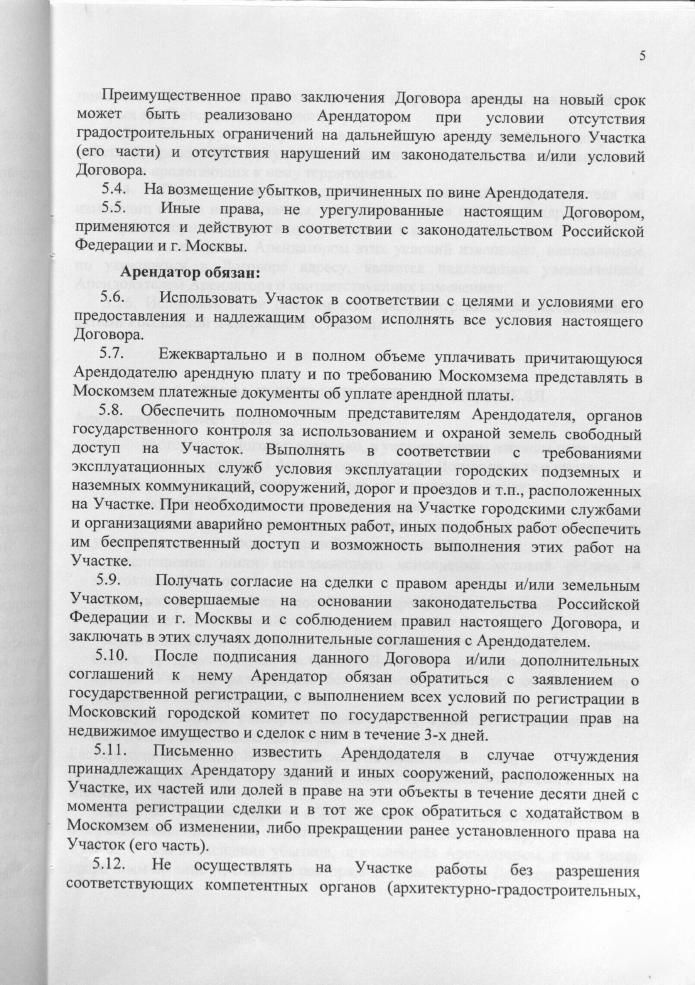 5
Преимущественное право заключения Договора аренды на новый срок
может быть реализовано Арендатором при условии отсутствия
градостроительных ограничений на дальнейшую аренду земельного Участка
(его части) и отсутствия нарушений им законодательства и/или условий
Договора.
5.4. На возмещение убытков, причиненных по вине Арендодателя.
5.5. Иные права, не урегулированные настоящим Договором,
применяются и действуют в соответствии с законодательством Российской
Федерации и г. Москвы.
Арендатор обязан:
5.6. Использовать Участок в соответствии с целями и условиями его
предоставления и надлежащим образом исполнять все условия настоящего
Договора.
5.7. Ежеквартально и в полном объеме уплачивать причитающуюся
Арендодателю арендную плату и по требованию Москомзема представлять в
Москомзем платежные документы об уплате арендной платы.
5.8. Обеспечить полномочным представителям Арендодателя, органов
государственного контроля за использованием и охраной земель свободный
доступ на Участок. Выполнять в соответствии с требованиями
эксплуатационных служб условия эксплуатации городских подземных и
наземных коммуникаций, сооружений, дорог и проездов и т.п., расположенных
на Участке. При необходимости проведения на Участке городскими службами
и организациями аварийно ремонтных работ, иных подобных работ обеспечить
им беспрепятственный доступ и возможность выполнения этих работ на
Участке.
5.9. Получать согласие на сделки с правом аренды и/или земельным
Участком, совершаемые на основании законодательства Российской
Федерации и г. Москвы и с соблюдением правил настоящего Договора, и
заключать в этих случаях дополнительные соглашения с Арендодателем.
5.10. После подписания данного Договора и/или дополнительных
соглашений к нему Арендатор обязан обратиться с заявлением о
государственной регистрации, с выполнением всех условий по регистрации в
Московский городской комитет по государственной регистрации прав на
недвижимое имущество и сделок с ним в течение 3-х дней.
5.11. Письменно известить Арендодателя в случае отчуждения
принадлежащих Арендатору зданий и иных сооружений, расположенных на
Участке, их частей или долей в праве на эти объекты в течение десяти дней с
момента регистрации сделки и в тот же срок обратиться с ходатайством в
Москомзем об изменении, либо прекращении ранее установленного права на
Участок (его часть).
5.12. Не осуществлять на Участке работы без разрешения
соответствующих компетентных органов (архитектурно-градостроительных,